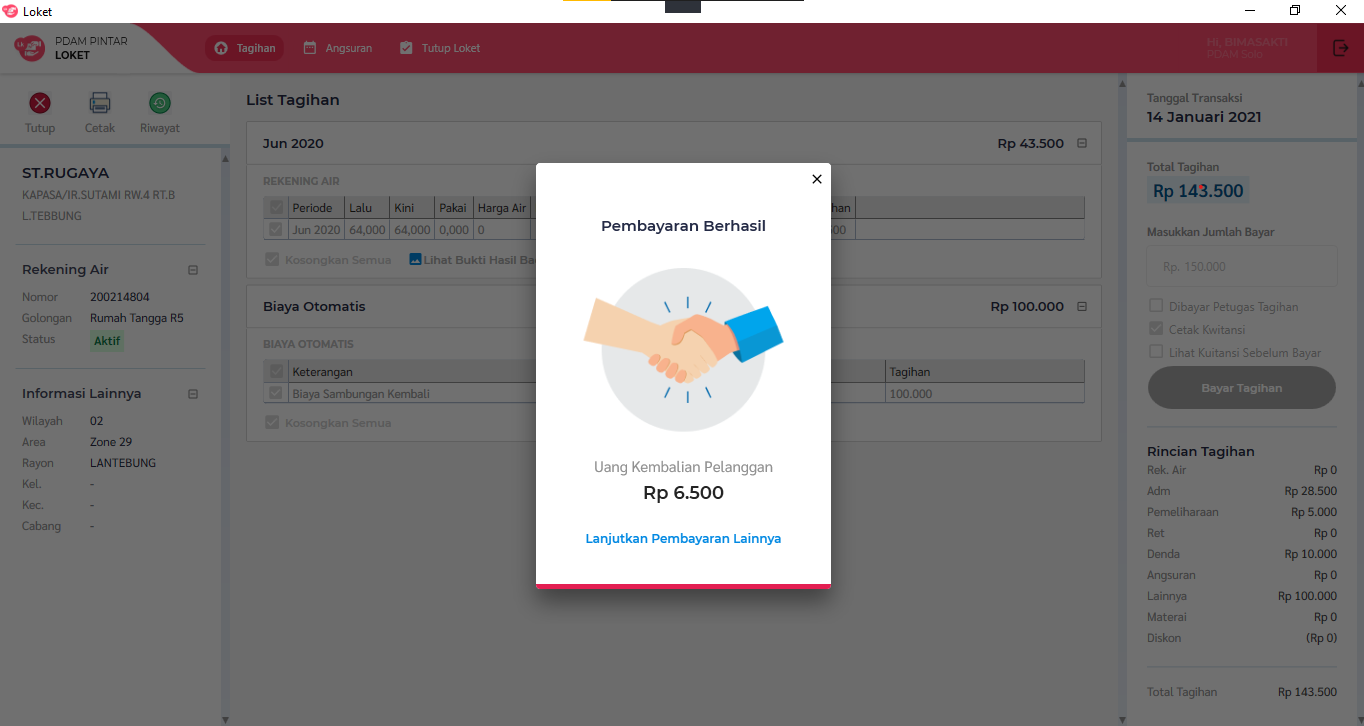 Loket
PDAM PINTAR
LOKET
Tagihan
Angsuran
Tutup Loket
HI, BIMASAKTI
PDAM Solo
Tutup
Cetak
Riwayat
ST.RUGAYA
KAPASA/IR.SUTAMI RW.4 RT.B
L.TEBBUNG
Rekening Air
Nomor 200214804
Golongan Rumah Tangga R5
Status Aktif
Informasi Lainnya
Wilayah 02
Area Zone 29
Rayon LANTEBUNG
Kel. -
Kec. -
Cabang -
List Tagihan
Jun 2020 Rp 43.500
REKENING AIR
Periode Lalu Kini Pakai Harga Air
Jun 2020 64,000 64,000 0,000 0
Kosongkan Semua Lihat Bukti Hasil
Biaya Otomatis Rp 100.000
BIAYA OTOMATIS
Keterangan Tagihan
Biaya Sambungan Kembali 100.000
Kosongkan Semua
Pembayaran Berhasil
Uang Kembalian Pelanggan
Rp 6.500
Lanjutkan Pembayaran Lainnya
Tanggal Transaksi
14 Januari 2021
Total Tagihan
Rp 143.500
Masukkan Jumlah Bayar
Rp. 150.000
Dibayar Petugas Tagihan
Cetak Kwitansi
Lihat Kuitansi Sebelum Bayar
Bayar Tagihan
Rincian Tagihan
Rek. Air Rp 0
Adm Rp 28.500
Pemeliharaan Rp 5.000
Ret Rp 0
Denda Rp 10.000
Angsuran Rp 0
Lainnya Rp 100.000
Materai Rp 0
Diskon (Rp 0)
Total Tagihan Rp 143.500